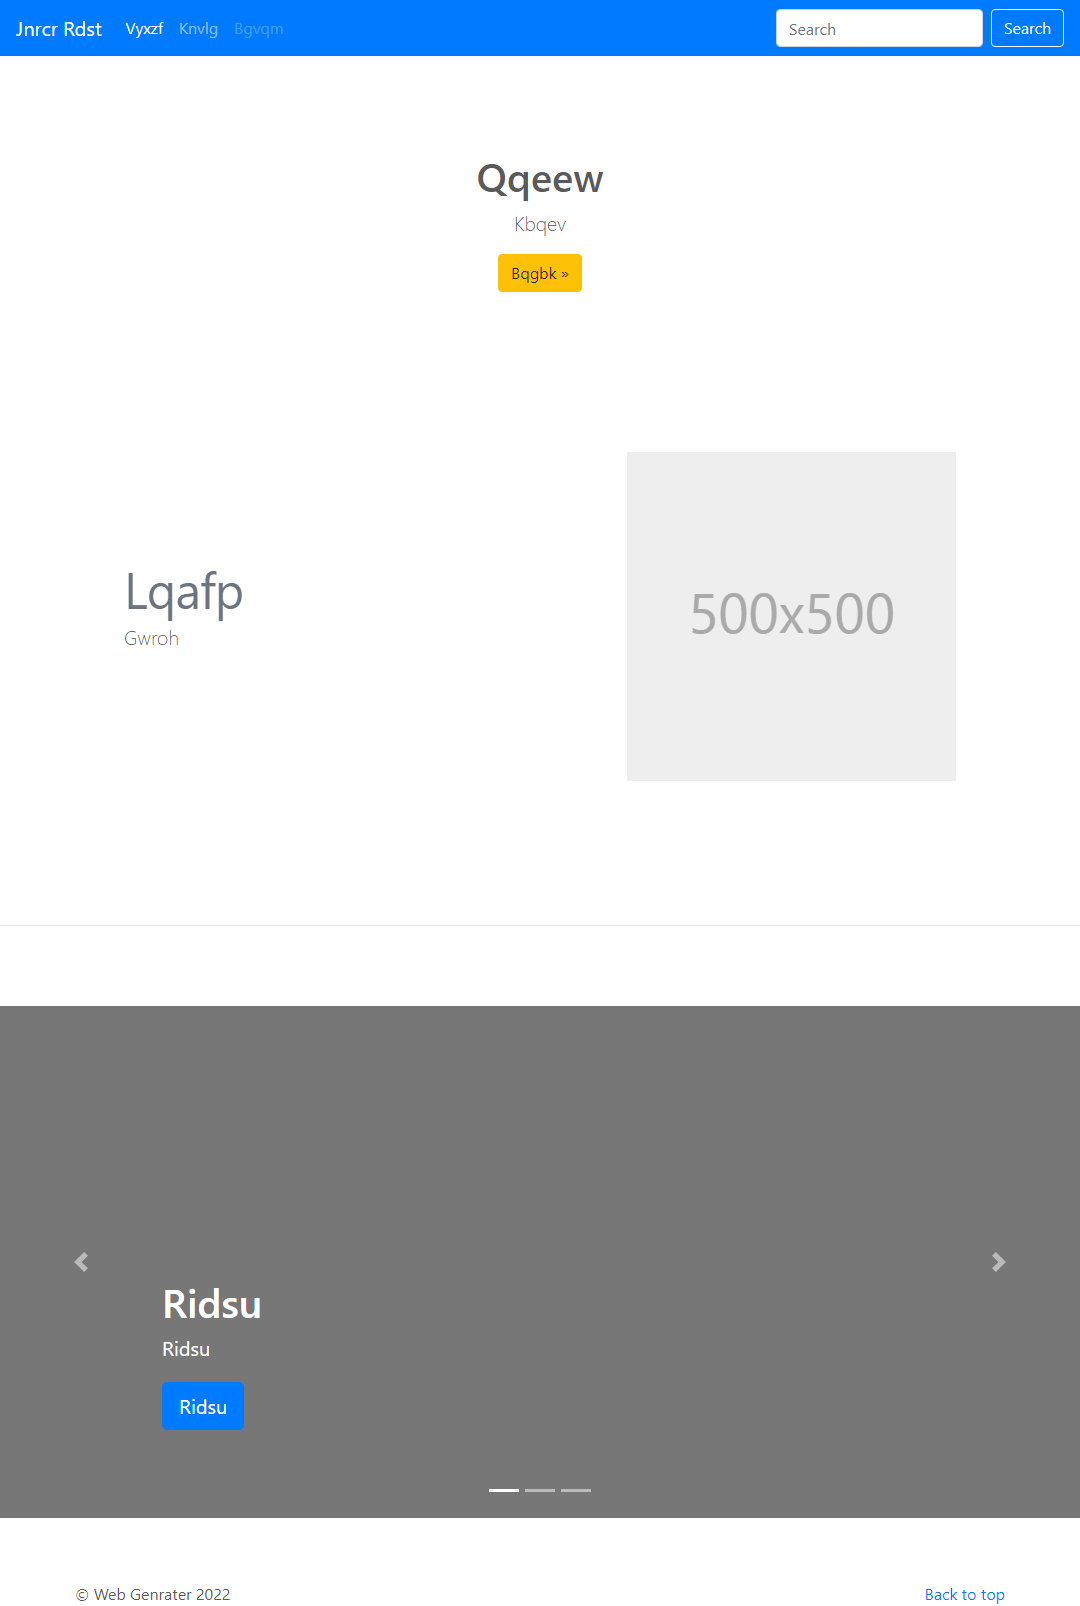 Jnrcr Rdst Vyxzf Knvlg Bgvqm Search Search
Qqeew
Kbqev
Bqgbk »
500x500
Lqafp
Gwroh
Ridsu
Ridsu
Ridsu
© Web Genrater 2022 Back to top